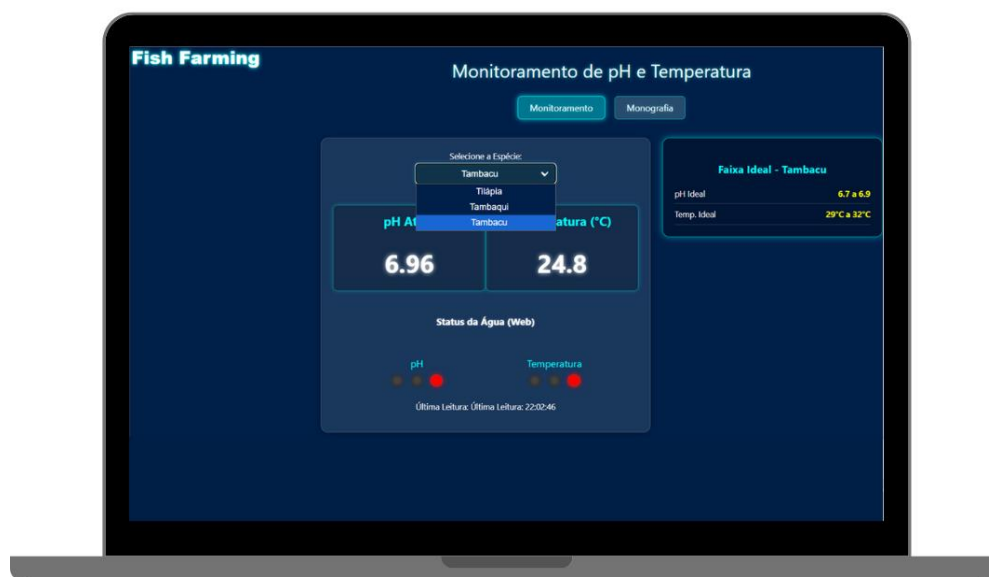 Fish Farming
Monitoramento de pH e Temperatura
Monitoramento Monografia
Selecione a Espécie:
Tambacu
Tilápia
Tambaqui
Tambacu
pH At
atura (°C)
6.96
24.8
Status da Água (Web)
pH
Temperatura
Última Leitura: Última Leitura: 22:02:46
Faixa Ideal - Tambacu
pH Ideal 6.7 a 6.9
Temp. Ideal 29°C a 32°C